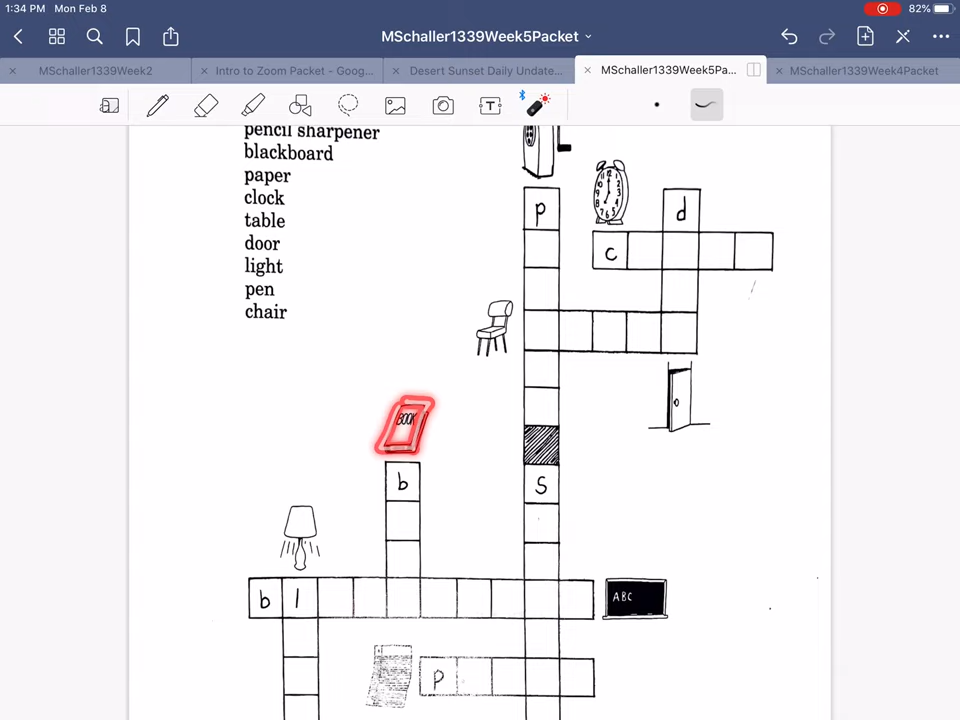 1:34 PM Mon Feb 8
82%
MSchaller1339Week5Packet
MSchaller1339Week2
Intro to Zoom Packet - Goog...
Desert Sunset Daily Undate...
MSchaller1339Week5Pa...
MSchaller1339Week4Packet
T
pencil sharpener
blackboard
paper
clock
table
door
light
pen
chair
p
d
c
BOOK
b
s
b l
ABC
p